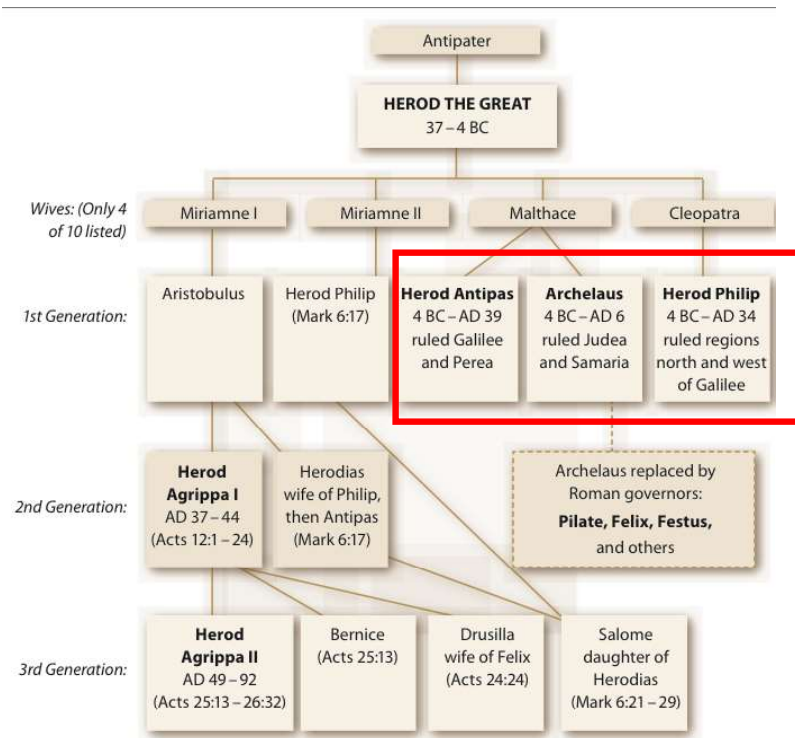 Antipater
HEROD THE GREAT
37 – 4 BC
Wives: (Only 4
of 10 listed)
Miriamne I
Miriamne II
Malthace
Cleopatra
1st Generation:
Aristobulus
Herod Philip
(Mark 6:17)
Herod Antipas
4 BC – AD 39
ruled Galilee
and Perea
Archelaus
4 BC – AD 6
ruled Judea
and Samaria
Herod Philip
4 BC – AD 34
ruled regions
north and west
of Galilee
2nd Generation:
Herod
Agrippa I
AD 37 – 44
(Acts 12:1 – 24)
Herodias
wife of Philip,
then Antipas
(Mark 6:17)
Archelaus replaced by
Roman governors:
Pilate, Felix, Festus,
and others
3rd Generation:
Herod
Agrippa II
AD 49 – 92
(Acts 25:13 – 26:32)
Bernice
(Acts 25:13)
Drusilla
wife of Felix
(Acts 24:24)
Salome
daughter of
Herodias
(Mark 6:21 – 29)